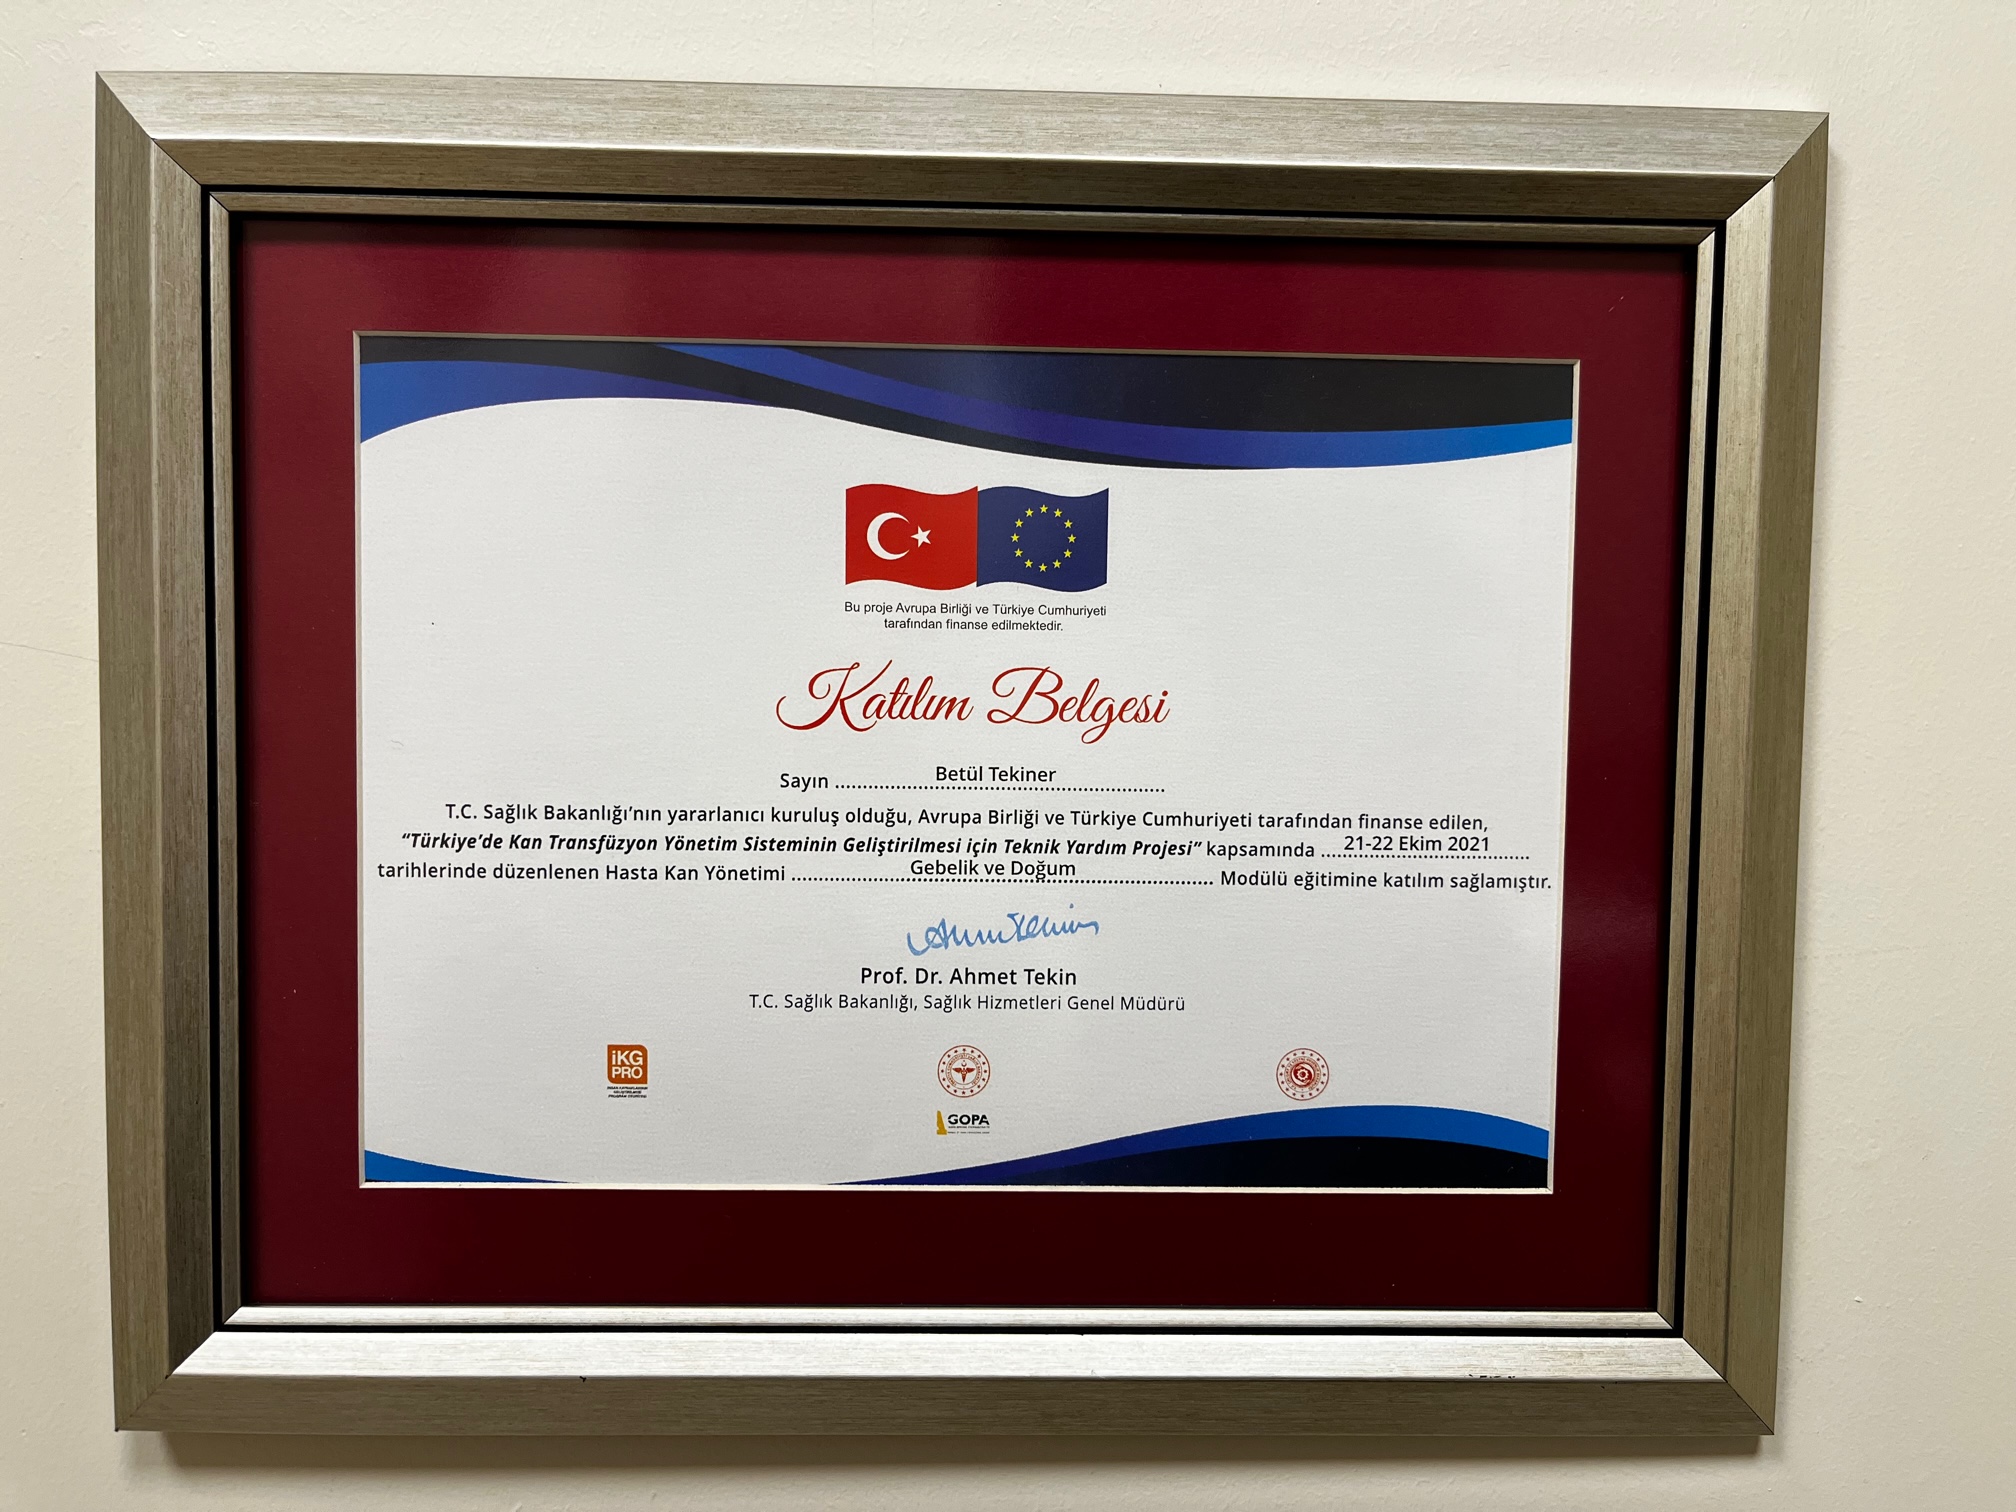 Bu proje Avrupa Birliği ve Türkiye Cumhuriyeti
tarafından finanse edilmektedir.
Katılım Belgesi
Sayın ........ Betül Tekiner ........
T.C. Sağlık Bakanlığı’nın yararlanıcı kuruluş olduğu, Avrupa Birliği ve Türkiye Cumhuriyeti tarafından finanse edilen,
“Türkiye’de Kan Transfüzyon Yönetim Sisteminin Geliştirilmesi için Teknik Yardım Projesi” kapsamında 21-22 Ekim 2021
tarihlerinde düzenlenen Hasta Kan Yönetimi ........ Gebelik ve Doğum ........ Modülü eğitimine katılım sağlamıştır.
Prof. Dr. Ahmet Tekin
T.C. Sağlık Bakanlığı, Sağlık Hizmetleri Genel Müdürü
iKG
PRO
GOPA